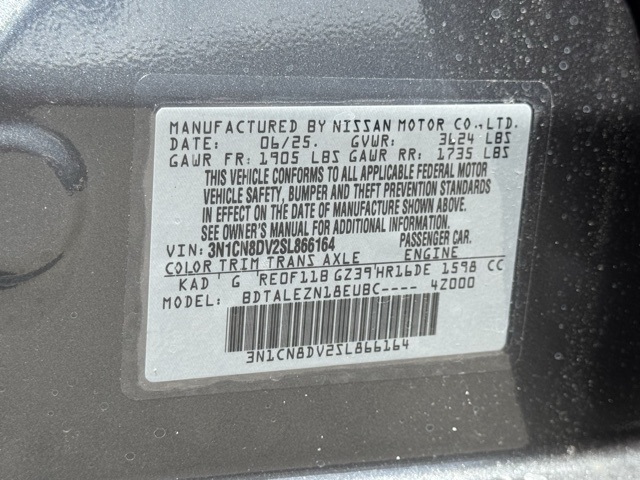 MANUFACTURED BY NISSAN MOTOR CO.,LTD.
DATE: 06/25. GVWR: 3624 LBS
GAWR FR: 1905 LBS GAWR RR: 1735 LBS
THIS VEHICLE CONFORMS TO ALL APPLICABLE FEDERAL MOTOR
VEHICLE SAFETY, BUMPER AND THEFT PREVENTION STANDARDS
IN EFFECT ON THE DATE OF MANUFACTURE SHOWN ABOVE.
SEE OWNER'S MANUAL FOR ADDITIONAL INFORMATION.
VIN: 3N1CN8DV2SL866164 PASSENGER CAR.
COLOR TRIM TRANS AXLE ENGINE
KAD G RE0F11B GZ39 HR16DE 1598 CC
MODEL: BDTALEZN18EUBC---- 4Z000
3N1CN8DV2SL866164